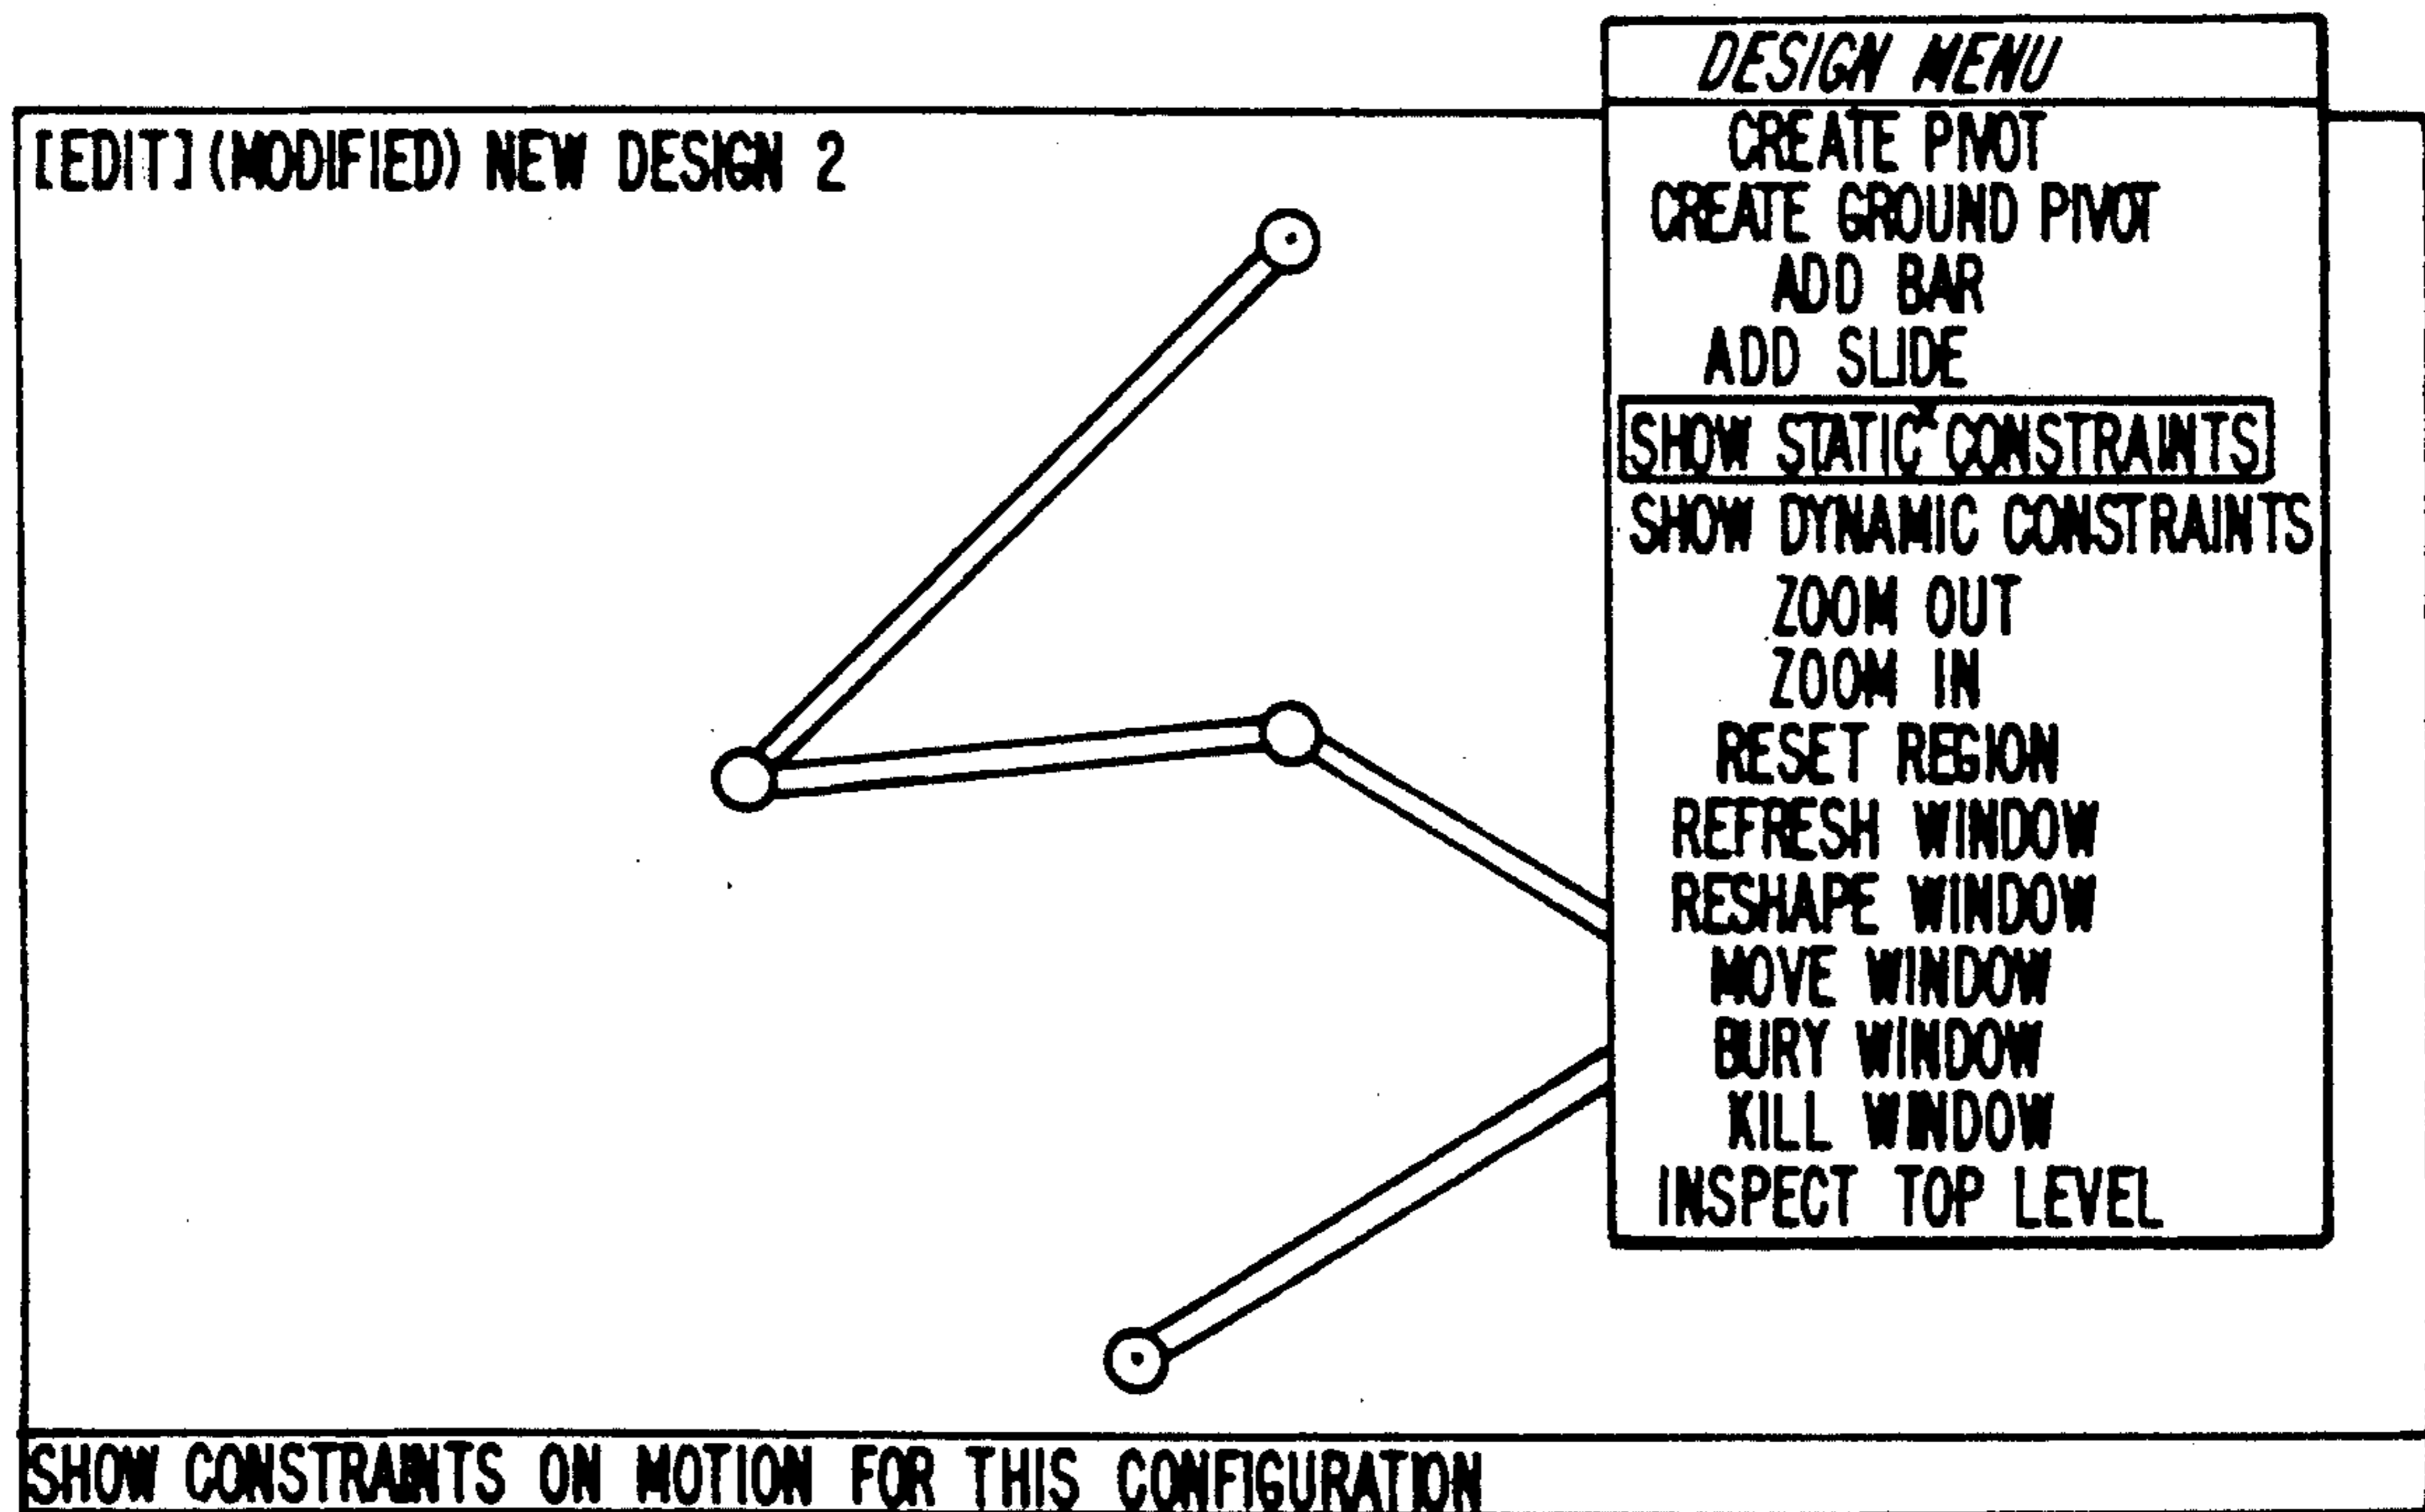 DESIGN MENU
[EDIT] (MODIFIED) NEW DESIGN 2
CREATE PIVOT
CREATE GROUND PIVOT
ADD BAR
ADD SLIDE
SHOW STATIC CONSTRAINTS
SHOW DYNAMIC CONSTRAINTS
ZOOM OUT
ZOOM IN
RESET REGION
REFRESH WINDOW
RESHAPE WINDOW
MOVE WINDOW
BURY WINDOW
KILL WINDOW
INSPECT TOP LEVEL
SHOW CONSTRAINTS ON MOTION FOR THIS CONFIGURATION